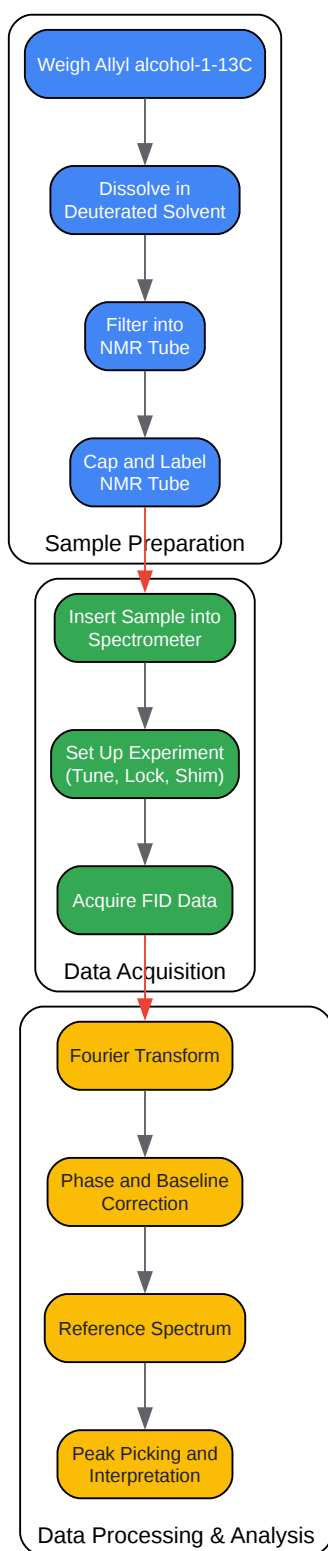 Weigh Allyl alcohol-1-13C
Dissolve in
Deuterated Solvent
Filter into
NMR Tube
Cap and Label
NMR Tube
Sample Preparation
Insert Sample into
Spectrometer
Set Up Experiment
(Tune, Lock, Shim)
Acquire FID Data
Data Acquisition
Fourier Transform
Phase and Baseline
Correction
Reference Spectrum
Peak Picking and
Interpretation
Data Processing & Analysis